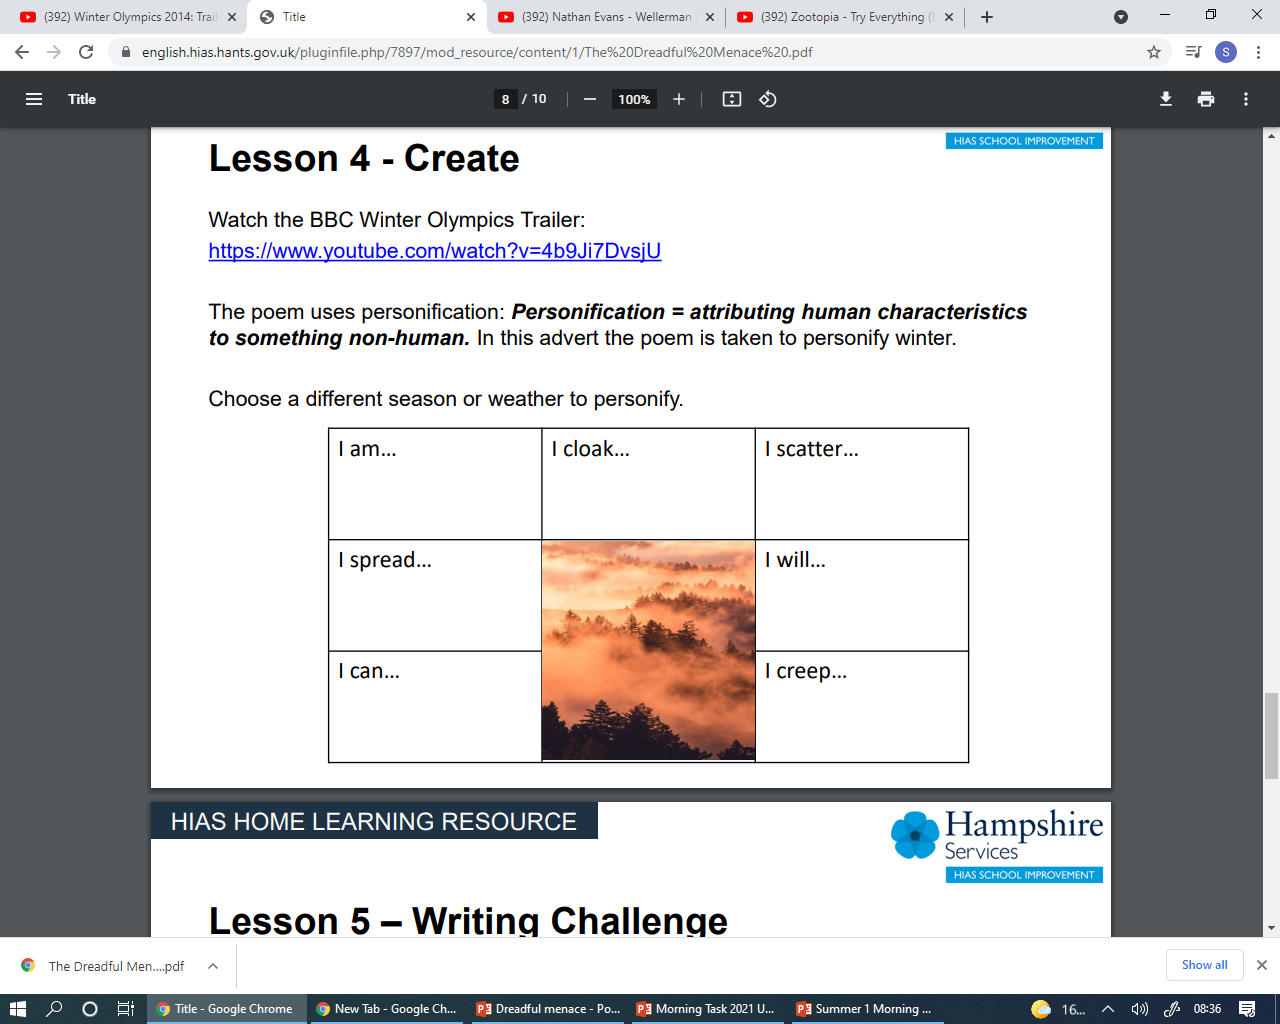 (392) Winter Olympics 2014: Trail
Title
(392) Nathan Evans - Wellerman
(392) Zootopia - Try Everything (
english.hias.hants.gov.uk/pluginfile.php/7897/mod_resource/content/1/The%20Dreadful%20Menace%20.pdf
S
Title
8 / 10
100%
HIAS SCHOOL IMPROVEMENT
Lesson 4 - Create
Watch the BBC Winter Olympics Trailer:
https://www.youtube.com/watch?v=4b9Ji7DvsjU
The poem uses personification: Personification = attributing human characteristics
to something non-human. In this advert the poem is taken to personify winter.
Choose a different season or weather to personify.
I am...
I cloak...
I scatter...
I spread...
I will...
I can...
I creep...
HIAS HOME LEARNING RESOURCE
Hampshire
Services
HIAS SCHOOL IMPROVEMENT
Lesson 5 – Writing Challenge
The Dreadful Men....pdf
Show all
Title - Google Chrome
New Tab - Google Ch...
Dreadful menace - Po...
Morning Task 2021 U...
Summer 1 Morning ...
16...
08:36